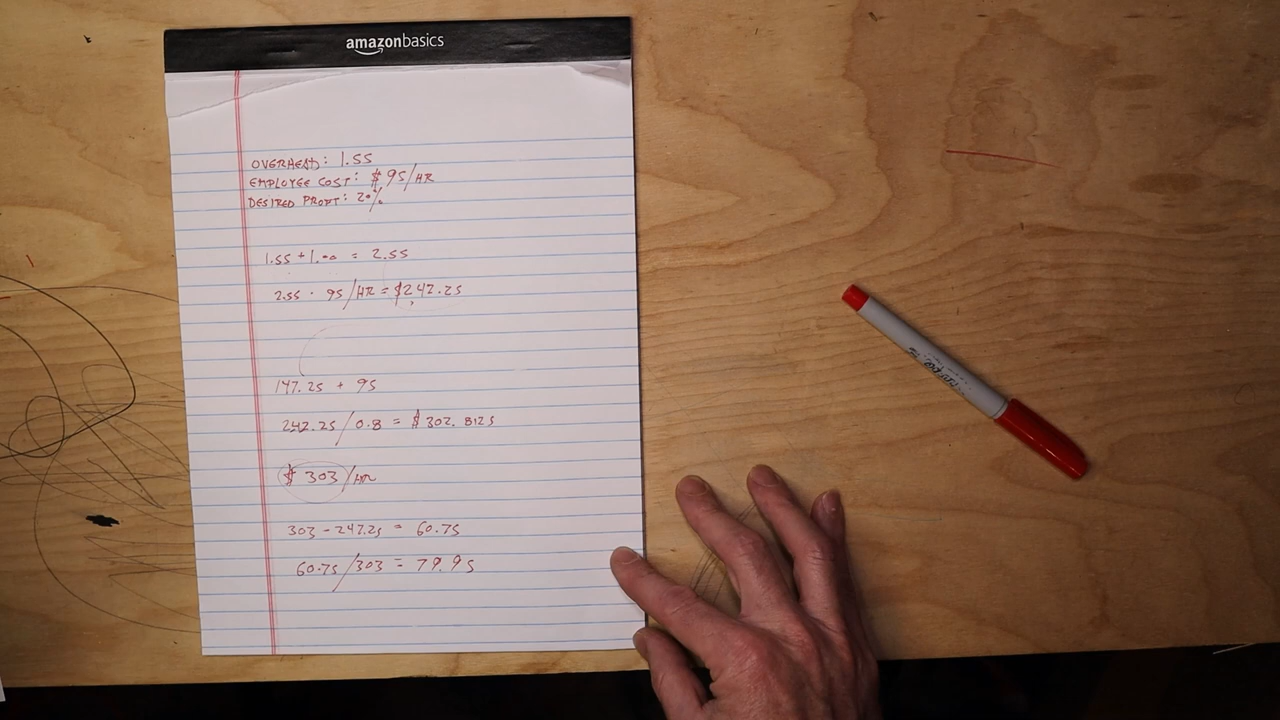 amazonbasics
OVERHEAD: 1.55
EMPLOYEE COST: $95/HR
DESIRED PROFT: 20%
1.55 + 1.00 = 2.55
2.55 · 95/HR = $242.25
147.25 + 95
242.25/0.8 = $302.8125
$303/HR
303 - 242.25 = 60.75
60.75/303 = 79.95